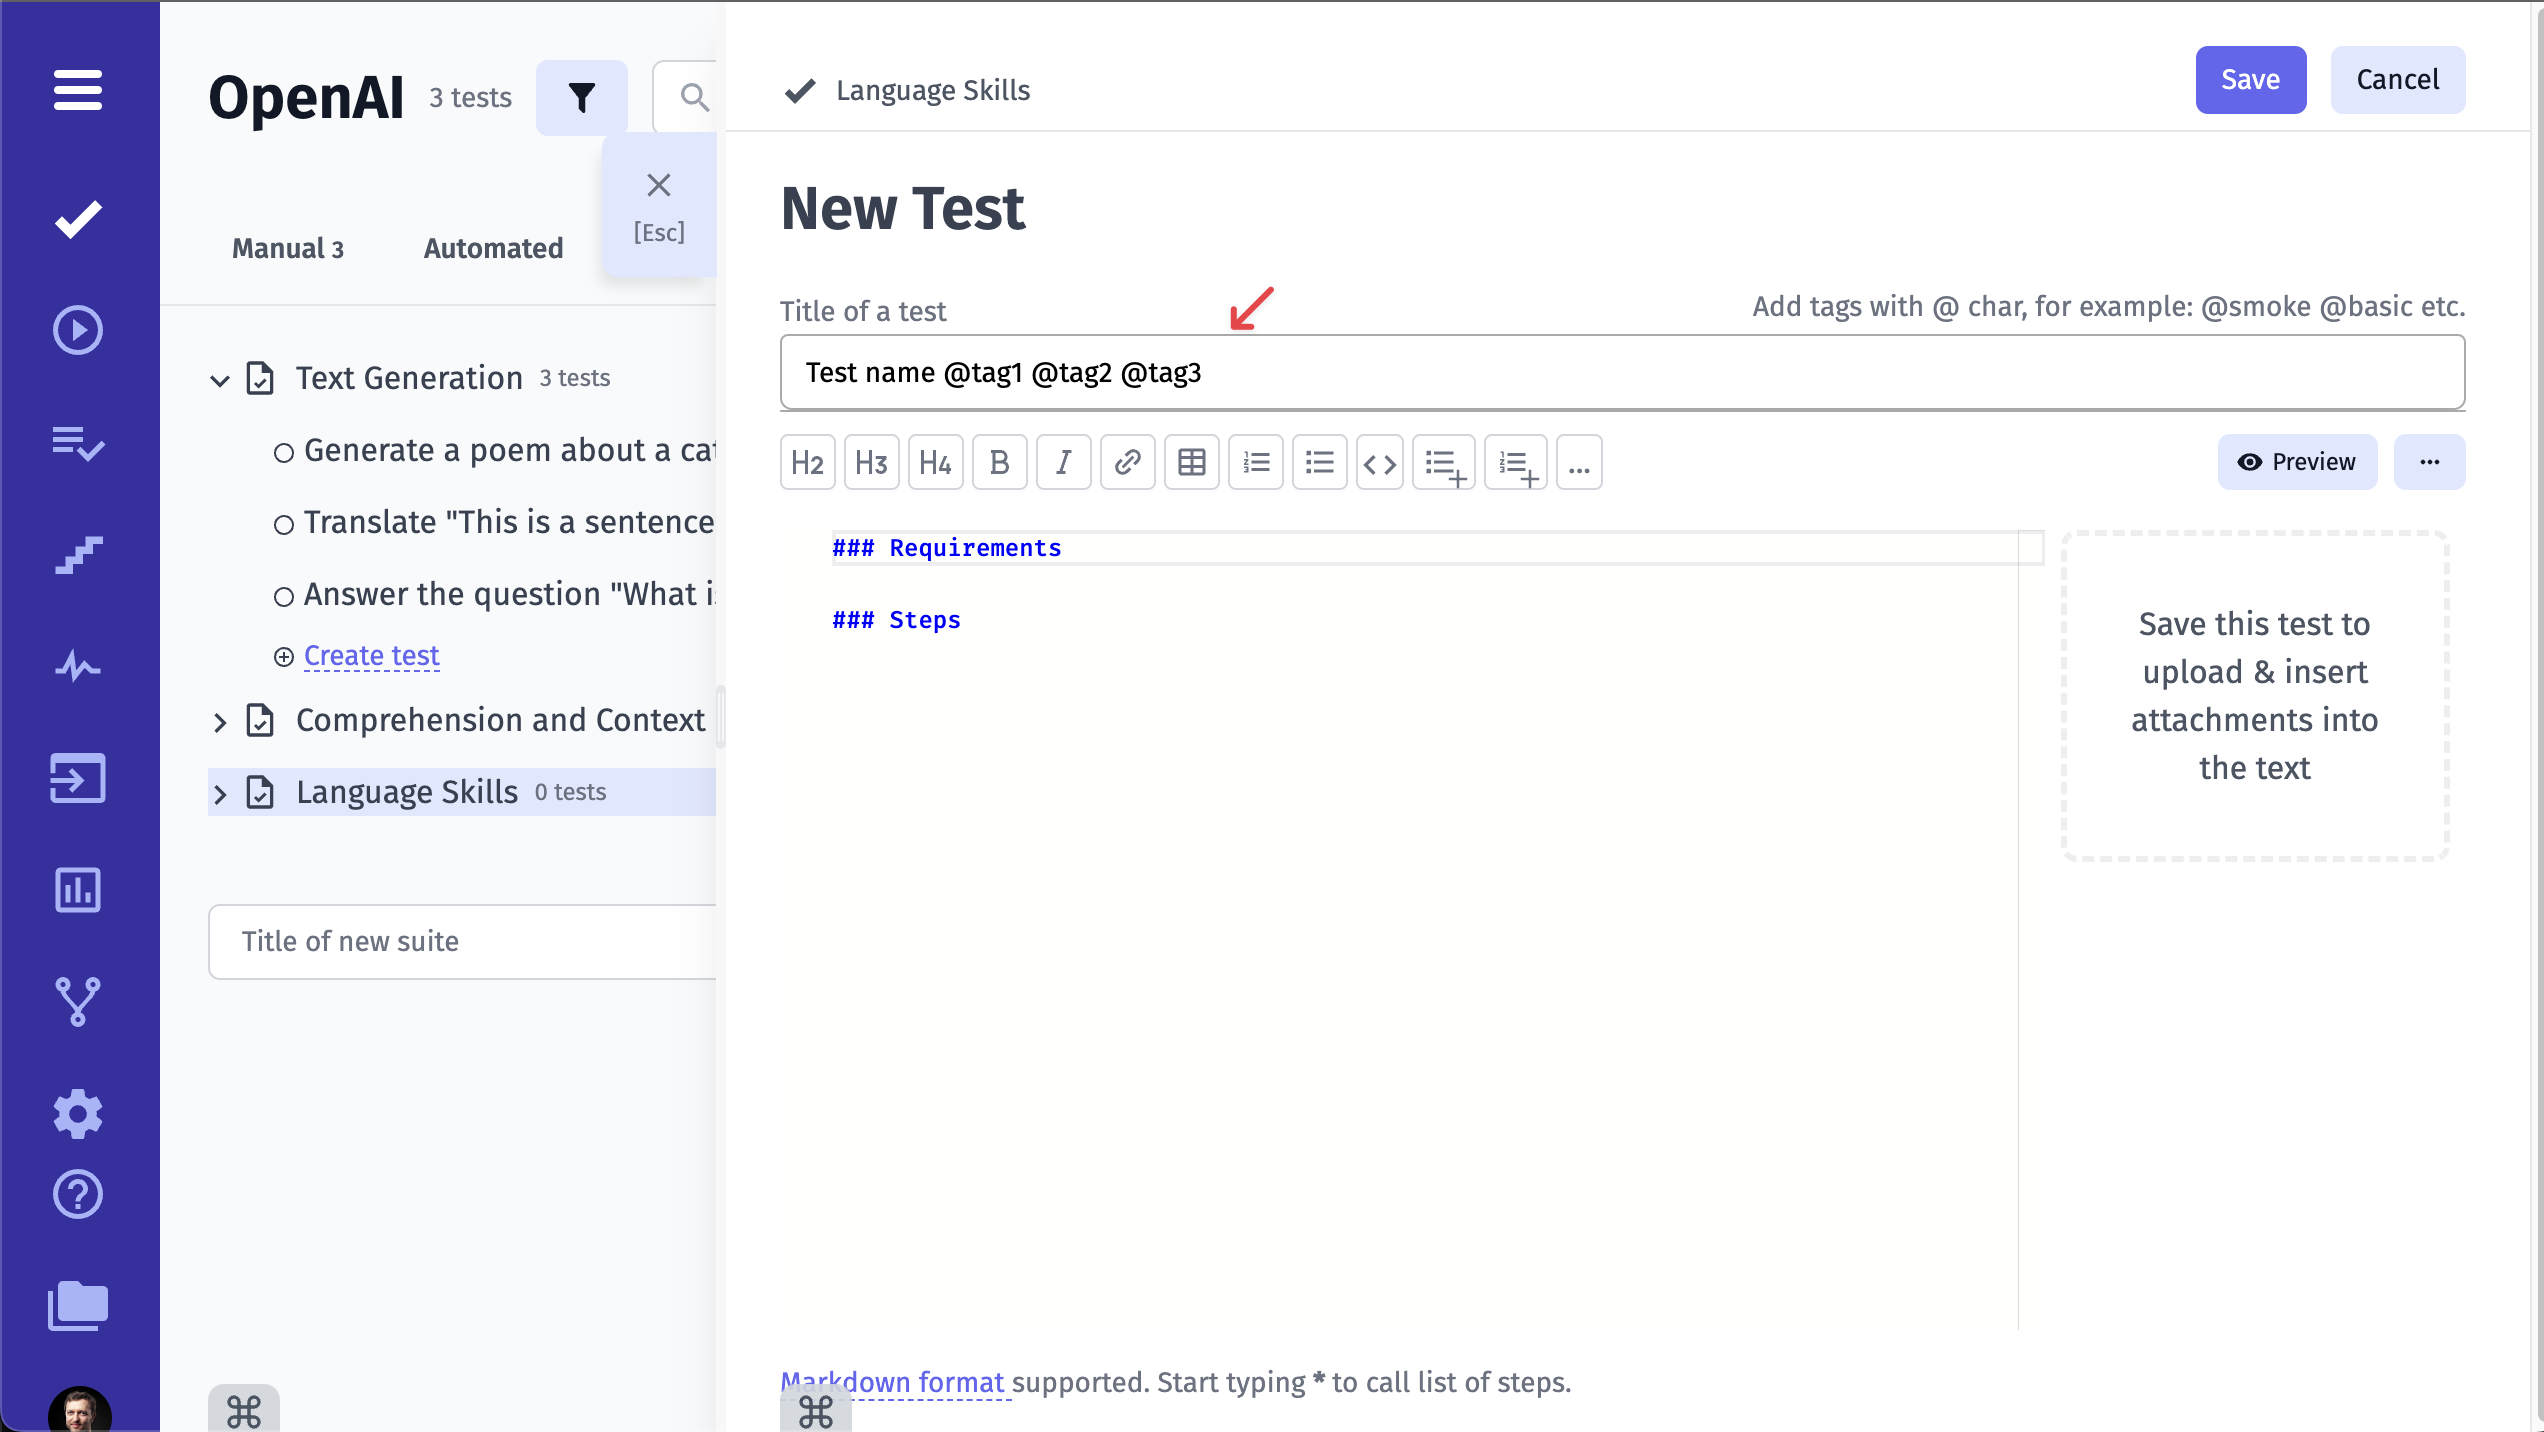 OpenAI 3 tests
[Esc]
Manual 3 Automated
Text Generation 3 tests
Generate a poem about a cat
Translate "This is a sentence
Answer the question "What is
Create test
Comprehension and Context
Language Skills 0 tests
Title of new suite
Language Skills
Save Cancel
New Test
Title of a test
Add tags with @ char, for example: @smoke @basic etc.
Test name @tag1 @tag2 @tag3
H2 H3 H4 B I ...
Preview ...
### Requirements
### Steps
Save this test to
upload & insert
attachments into
the text
Markdown format supported. Start typing * to call list of steps.